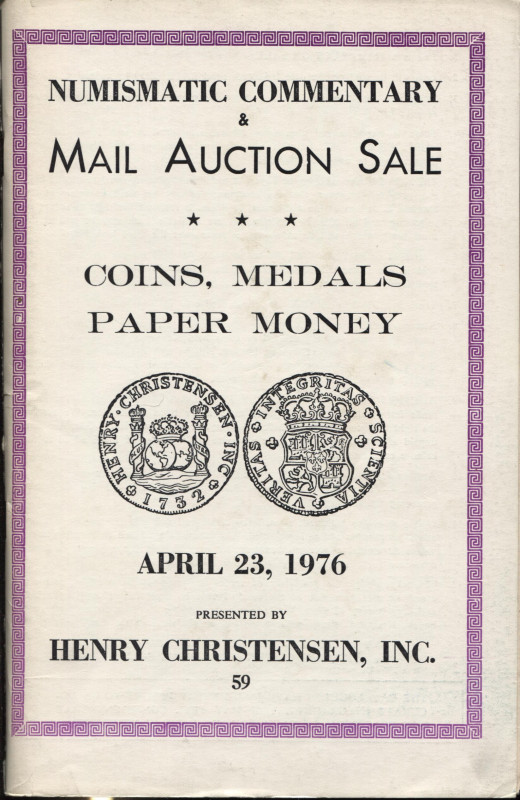 NUMISMATIC COMMENTARY
&
MAIL AUCTION SALE
★ ★ ★
COINS, MEDALS
PAPER MONEY
HENRY · CHRISTENSEN · INC
1732
VERITAS INTEGRITAS SCIENTIA
APRIL 23, 1976
PRESENTED BY
HENRY CHRISTENSEN, INC.
59